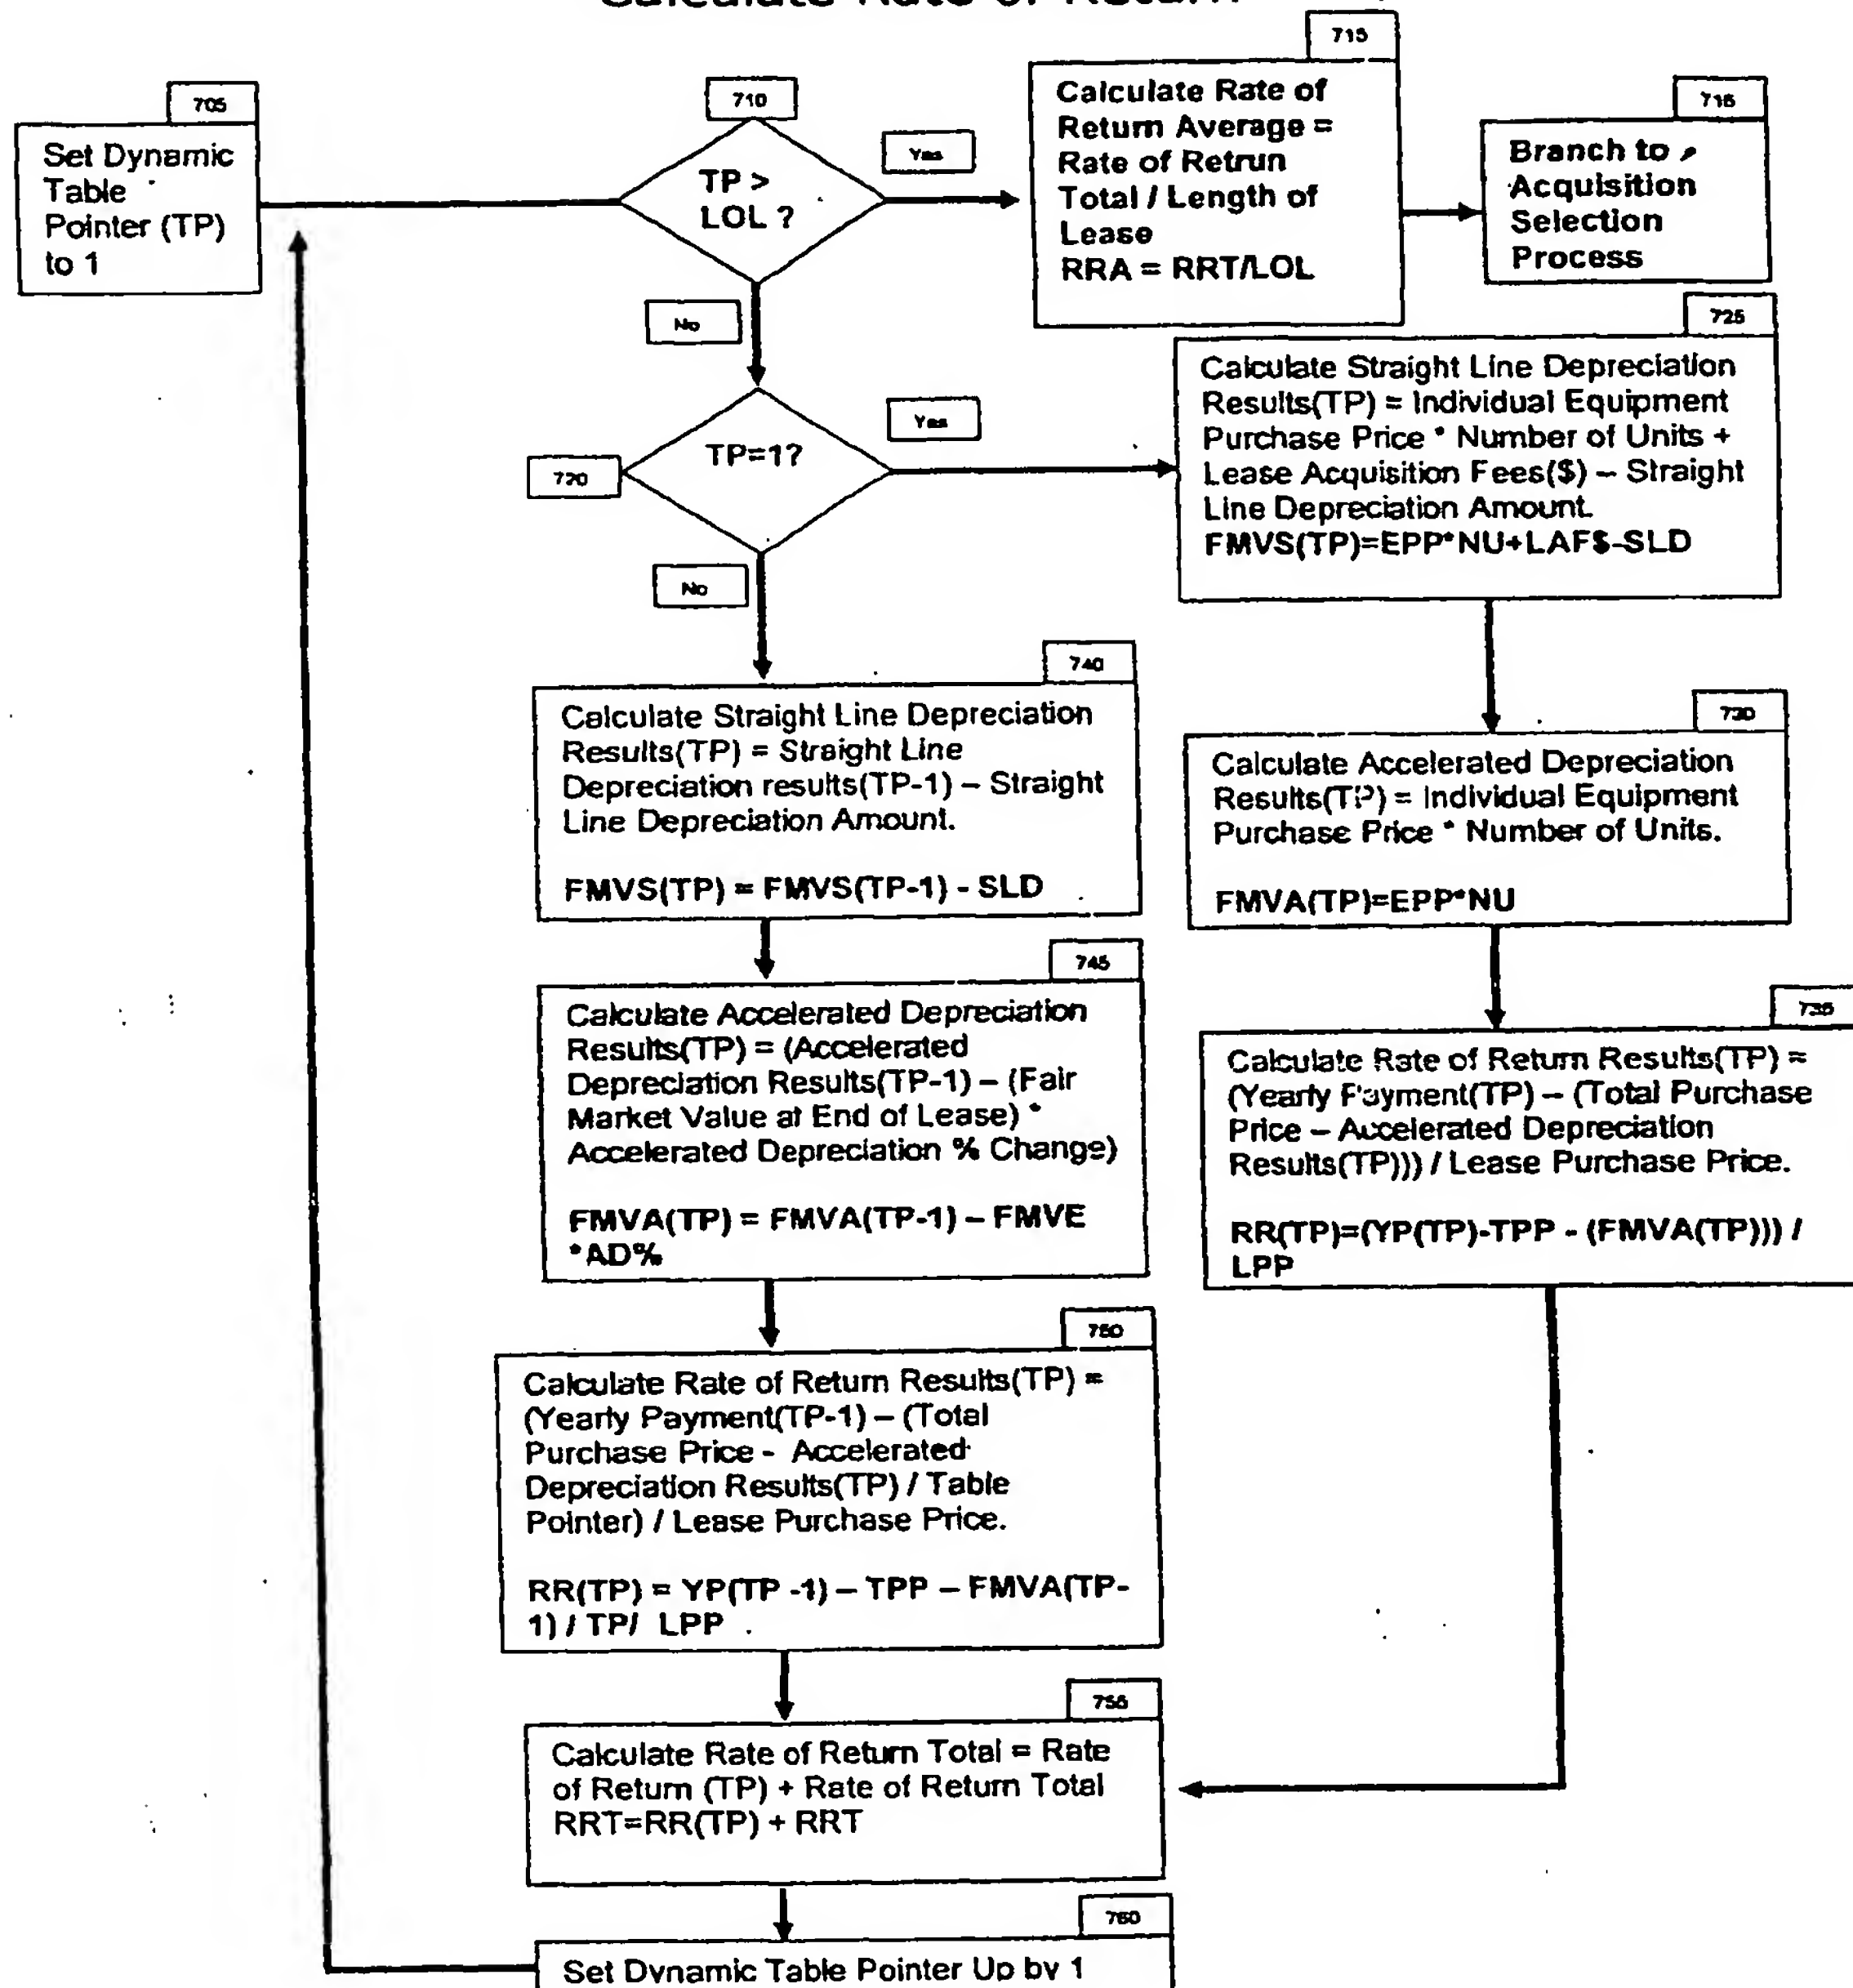 Calculate Rate of Return
705
Set Dynamic
Table
Pointer (TP)
to 1
710
TP >
LOL ?
Yes
No
715
Calculate Rate of
Return Average =
Rate of Retrun
Total / Length of
Lease
RRA = RRT/LOL
716
Branch to
Acquisition
Selection
Process
720
TP=1?
Yes
No
725
Calculate Straight Line Depreciation
Results(TP) = Individual Equipment
Purchase Price * Number of Units +
Lease Acquisition Fees($) – Straight
Line Depreciation Amount.
FMVS(TP)=EPP*NU+LAF$-SLD
730
Calculate Accelerated Depreciation
Results(TP) = Individual Equipment
Purchase Price * Number of Units.
FMVA(TP)=EPP*NU
735
Calculate Rate of Return Results(TP) =
(Yearly Payment(TP) – (Total Purchase
Price – Accelerated Depreciation
Results(TP))) / Lease Purchase Price.
RR(TP)=(YP(TP)-TPP - (FMVA(TP))) /
LPP
740
Calculate Straight Line Depreciation
Results(TP) = Straight Line
Depreciation results(TP-1) – Straight
Line Depreciation Amount.
FMVS(TP) = FMVS(TP-1) - SLD
745
Calculate Accelerated Depreciation
Results(TP) = (Accelerated
Depreciation Results(TP-1) – (Fair
Market Value at End of Lease) *
Accelerated Depreciation % Change)
FMVA(TP) = FMVA(TP-1) – FMVE
*AD%
750
Calculate Rate of Return Results(TP) =
(Yearly Payment(TP-1) – (Total
Purchase Price - Accelerated
Depreciation Results(TP) / Table
Pointer) / Lease Purchase Price.
RR(TP) = YP(TP -1) – TPP – FMVA(TP-
1) / TP/ LPP
755
Calculate Rate of Return Total = Rate
of Return (TP) + Rate of Return Total
RRT=RR(TP) + RRT
760
Set Dynamic Table Pointer Up by 1